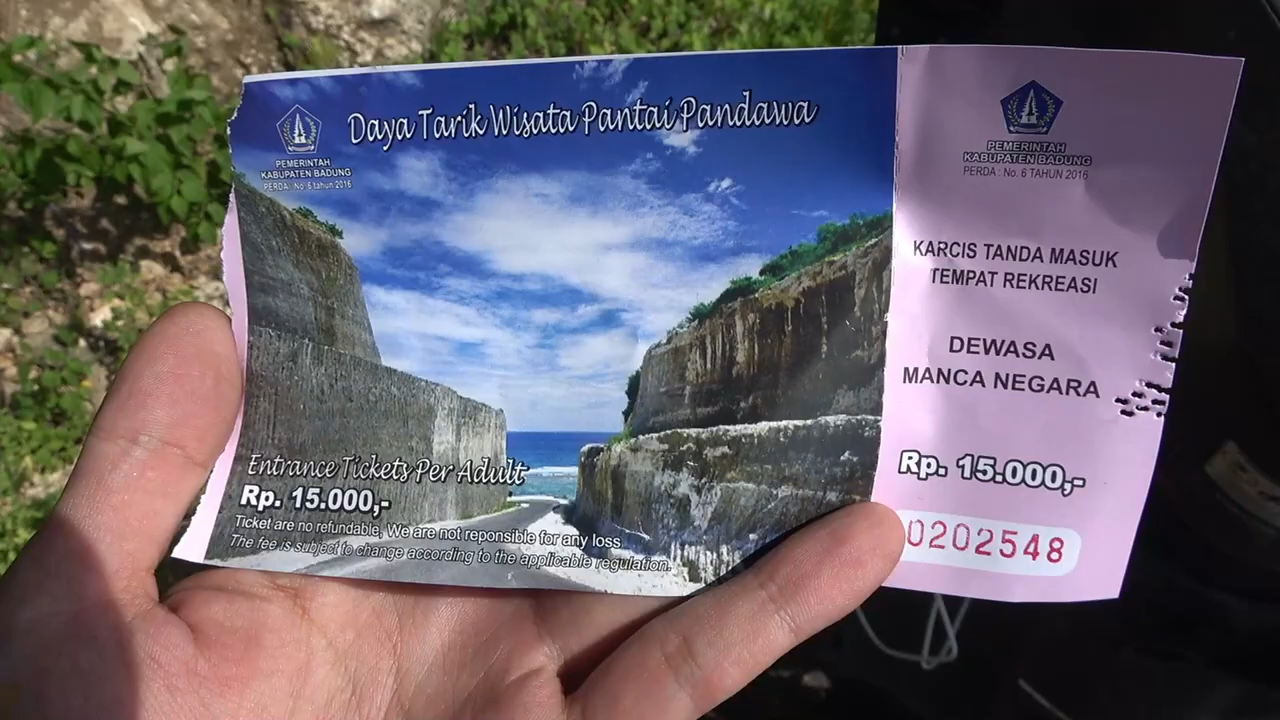 Daya Tarik Wisata Pantai Pandawa
PEMERINTAH
KABUPATEN BADUNG
PERDA : No. 6 tahun 2016
Entrance Tickets Per Adult
Rp. 15.000,-
Ticket are no refundable, We are not reponsible for any loss
The fee is subject to change according to the applicable regulation.
PEMERINTAH
KABUPATEN BADUNG
PERDA : No. 6 TAHUN 2016
KARCIS TANDA MASUK
TEMPAT REKREASI
DEWASA
MANCA NEGARA
Rp. 15.000,-
0202548